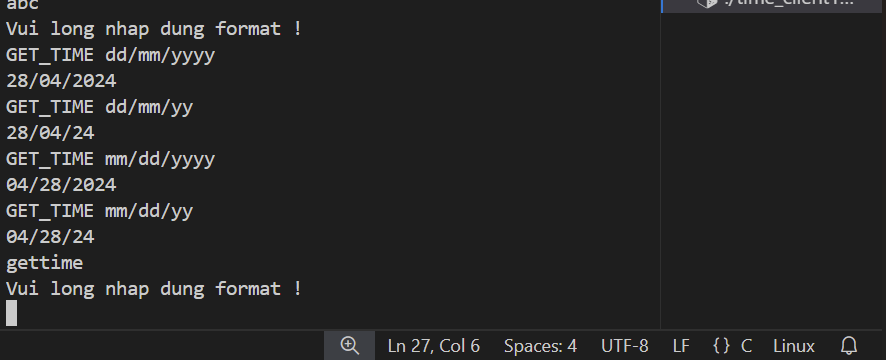 abc
Vui long nhap dung format !
GET_TIME dd/mm/yyyy
28/04/2024
GET_TIME dd/mm/yy
28/04/24
GET_TIME mm/dd/yyyy
04/28/2024
GET_TIME mm/dd/yy
04/28/24
gettime
Vui long nhap dung format !
./time_client1...
Ln 27, Col 6 Spaces: 4 UTF-8 LF {} C Linux